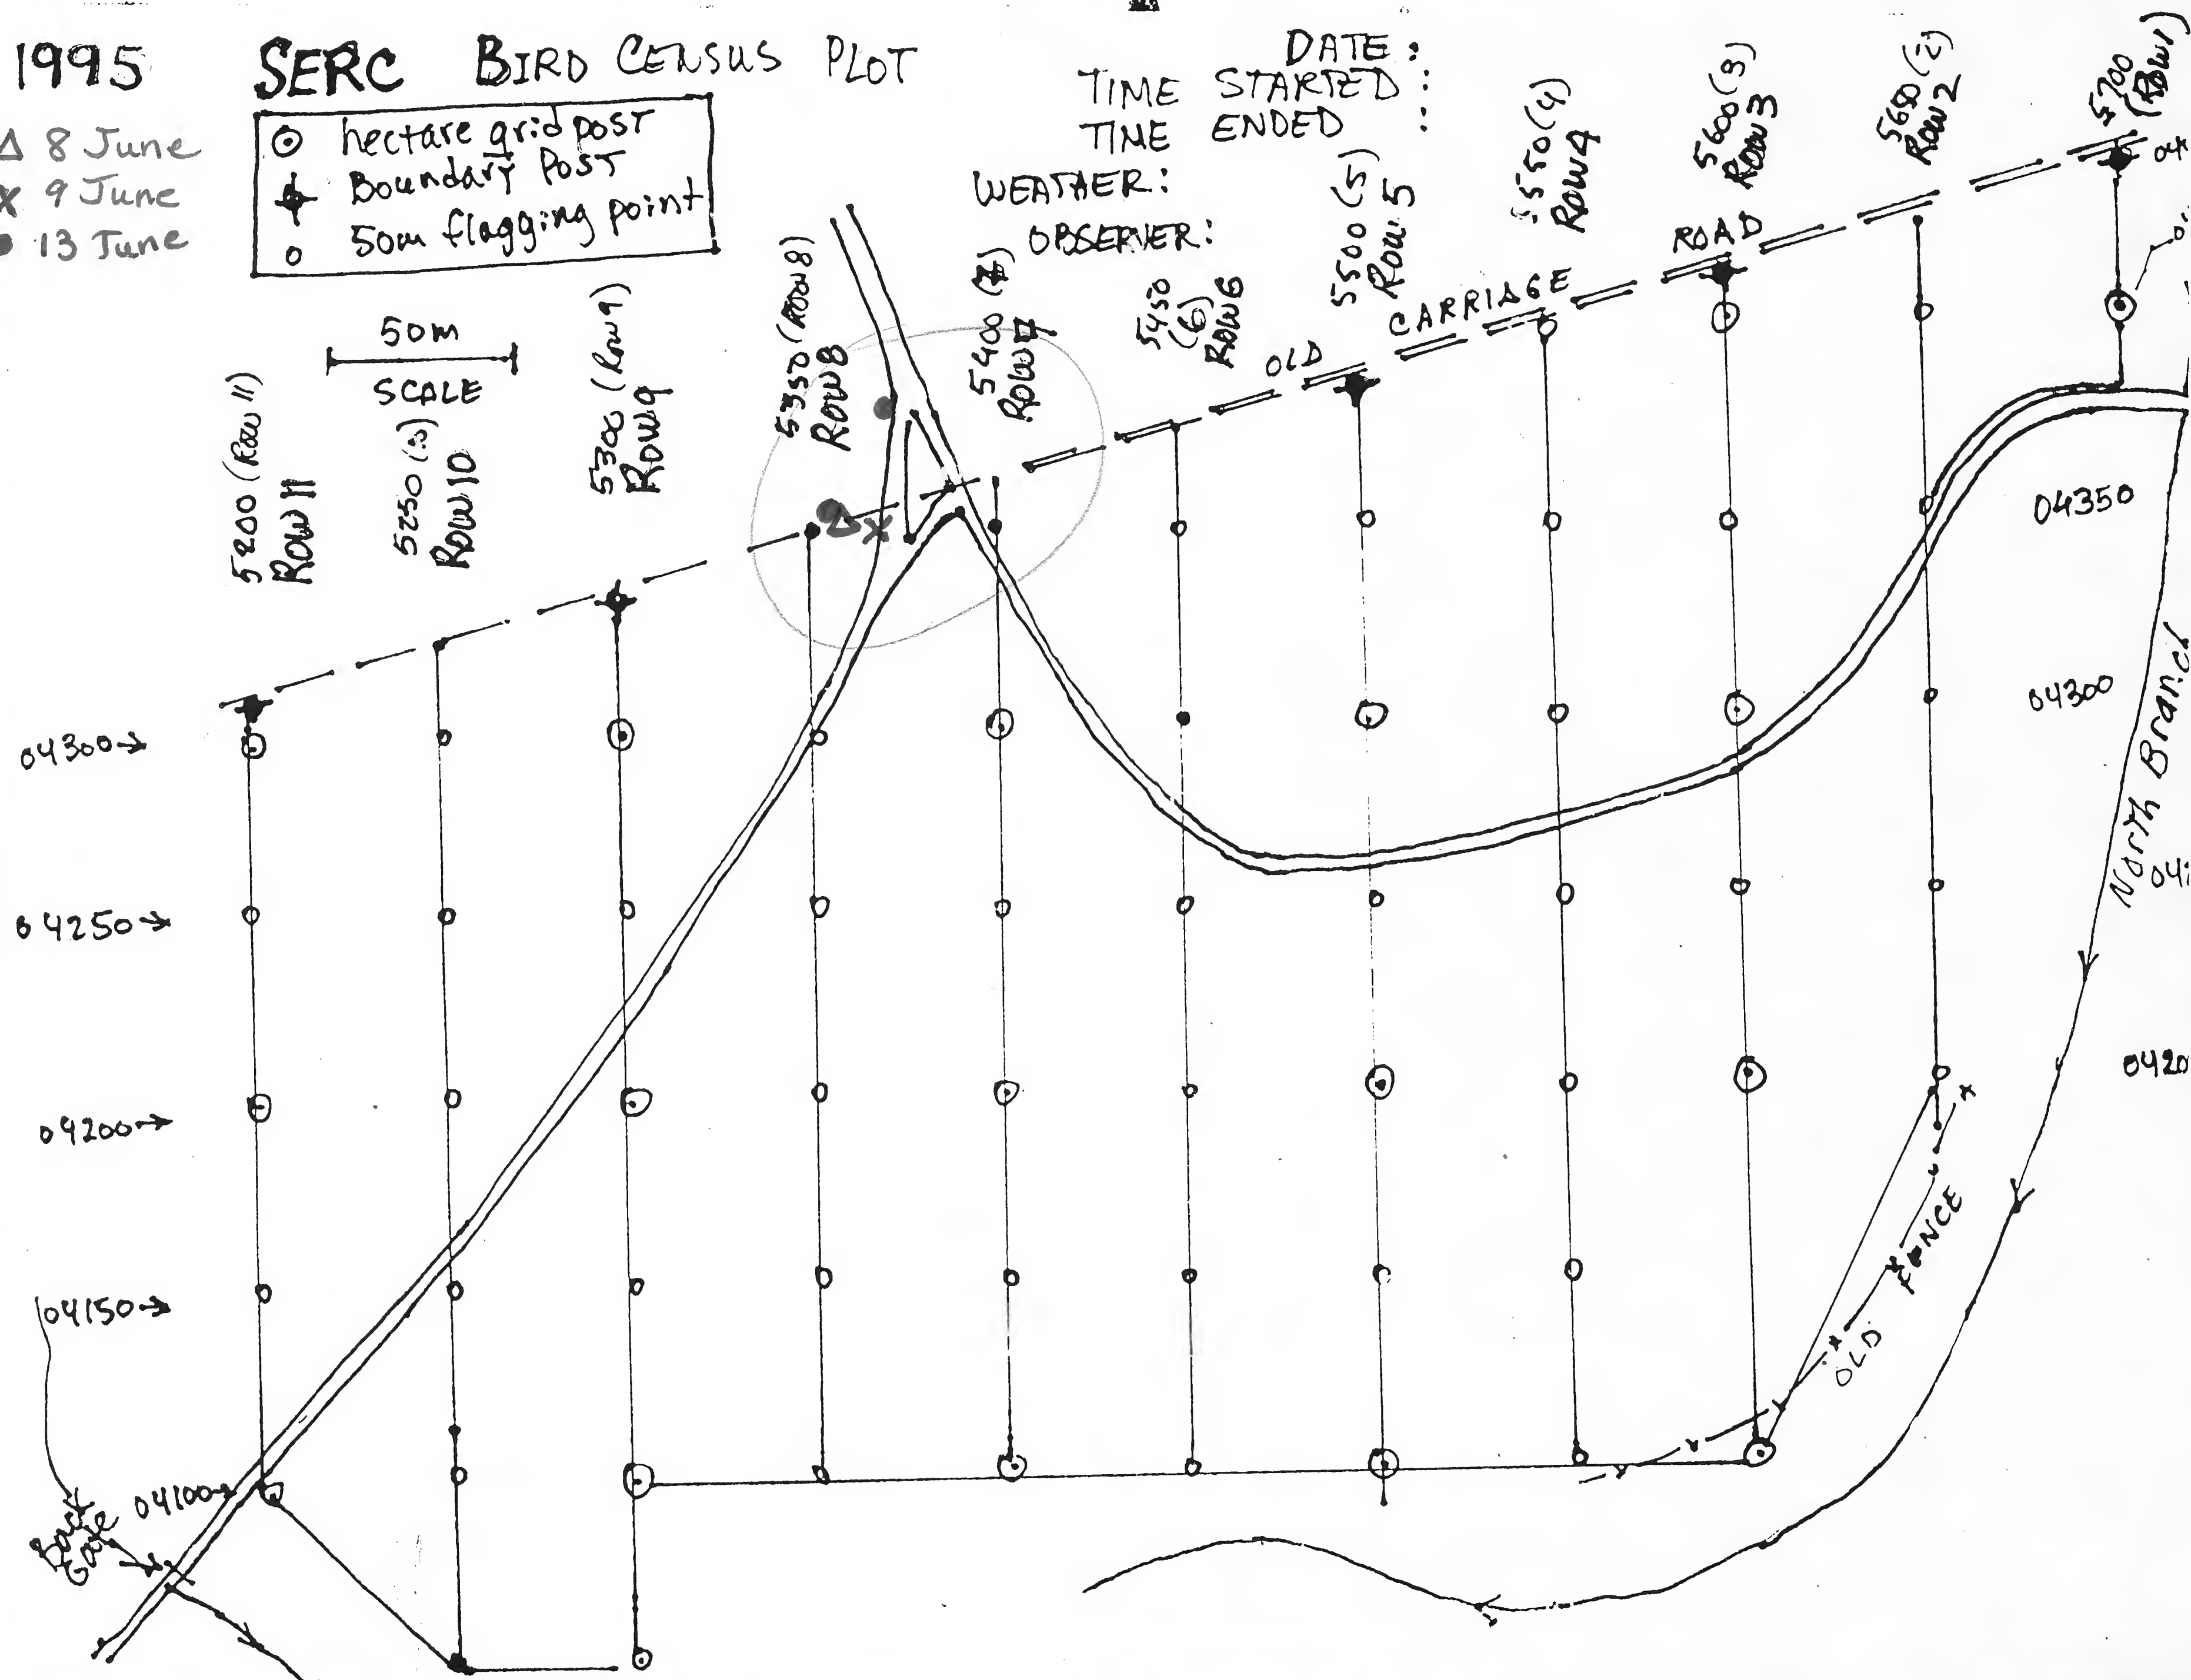 1995 SERC BIRD CENSUS PLOT
DATE:
TIME STARTED:
TIME ENDED :
WEATHER:
OBSERVER:
△ 8 June
x 9 June
● 13 June
hectare grid post
Boundary Post
50m flagging point
50m
SCALE
5200 (Row 11)
ROW 11
5250
ROW 10
5300 (Row 9)
ROW 9
5350 (ROW 8)
ROW 8
5400
ROW 7
5450
(6)
ROW 6
5500 (5)
ROW 5
5550 (4)
ROW 4
5600 (3)
ROW 3
5650 (2)
ROW 2
5700
(ROW 1)
OLD CARRIAGE ROAD
04350
04300
North Branch
0420
04300→
04250→
04200→
04150→
04100→
OLD FENCE
Back
Gate